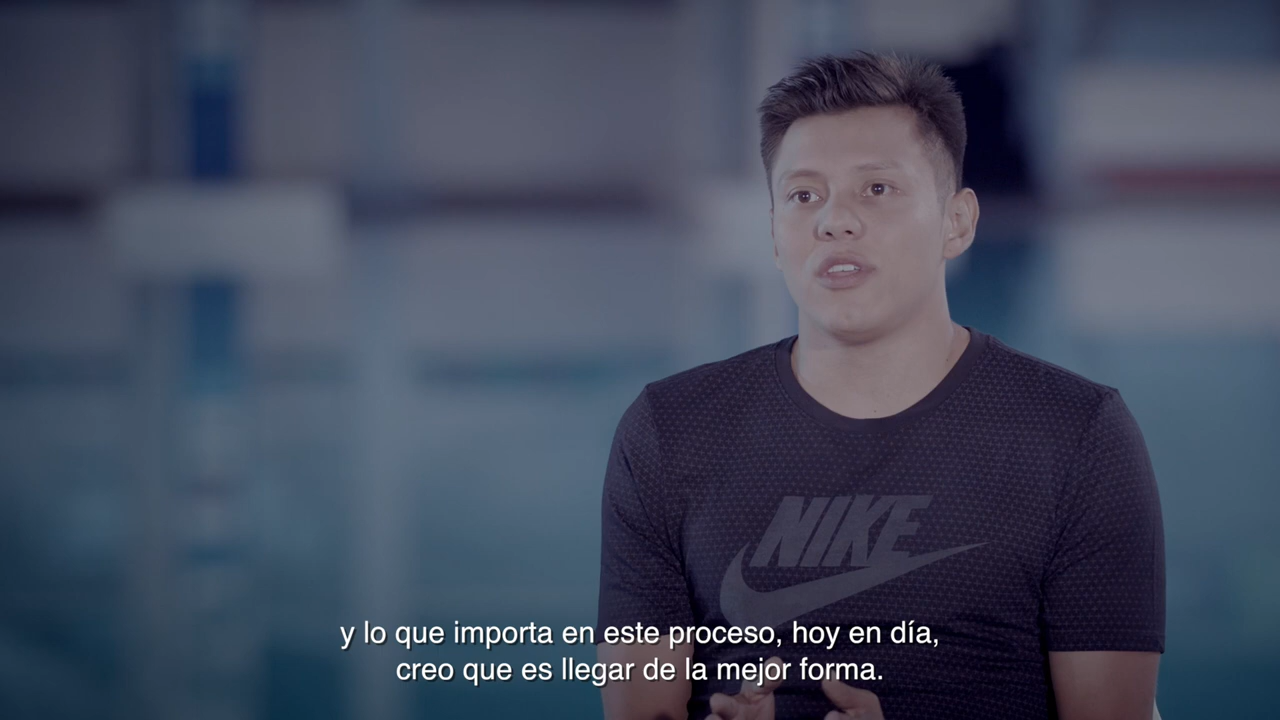 NIKE
y lo que importa en este proceso, hoy en día,
creo que es llegar de la mejor forma.